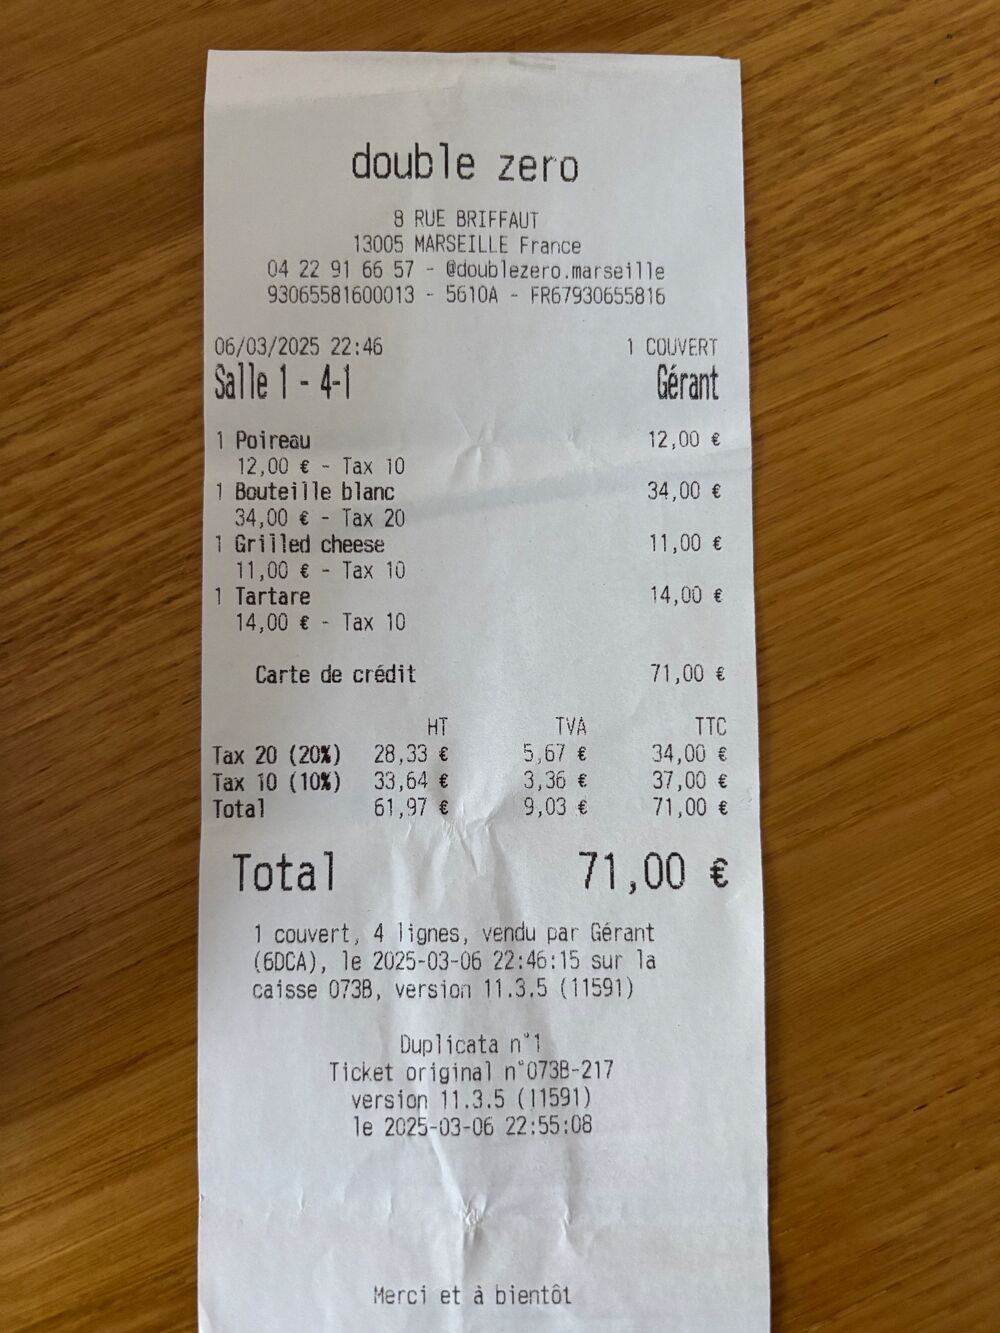 double zero
8 RUE BRIFFAUT
13005 MARSEILLE France
04 22 91 66 57 - @doublezero.marseille
93065581600013 - 5610A - FR67930655816
06/03/2025 22:46 1 COUVERT
Salle 1 - 4-1 Gérant
1 Poireau 12,00 €
12,00 € - Tax 10
1 Bouteille blanc 34,00 €
34,00 € - Tax 20
1 Grilled cheese 11,00 €
11,00 € - Tax 10
1 Tartare 14,00 €
14,00 € - Tax 10
Carte de crédit 71,00 €
HT TVA TTC
Tax 20 (20%) 28,33 € 5,67 € 34,00 €
Tax 10 (10%) 33,64 € 3,36 € 37,00 €
Total 61,97 € 9,03 € 71,00 €
Total 71,00 €
1 couvert, 4 lignes, vendu par Gérant
(6DCA), le 2025-03-06 22:46:15 sur la
caisse 073B, version 11.3.5 (11591)
Duplicata n°1
Ticket original n°073B-217
version 11.3.5 (11591)
le 2025-03-06 22:55:08
Merci et à bientôt